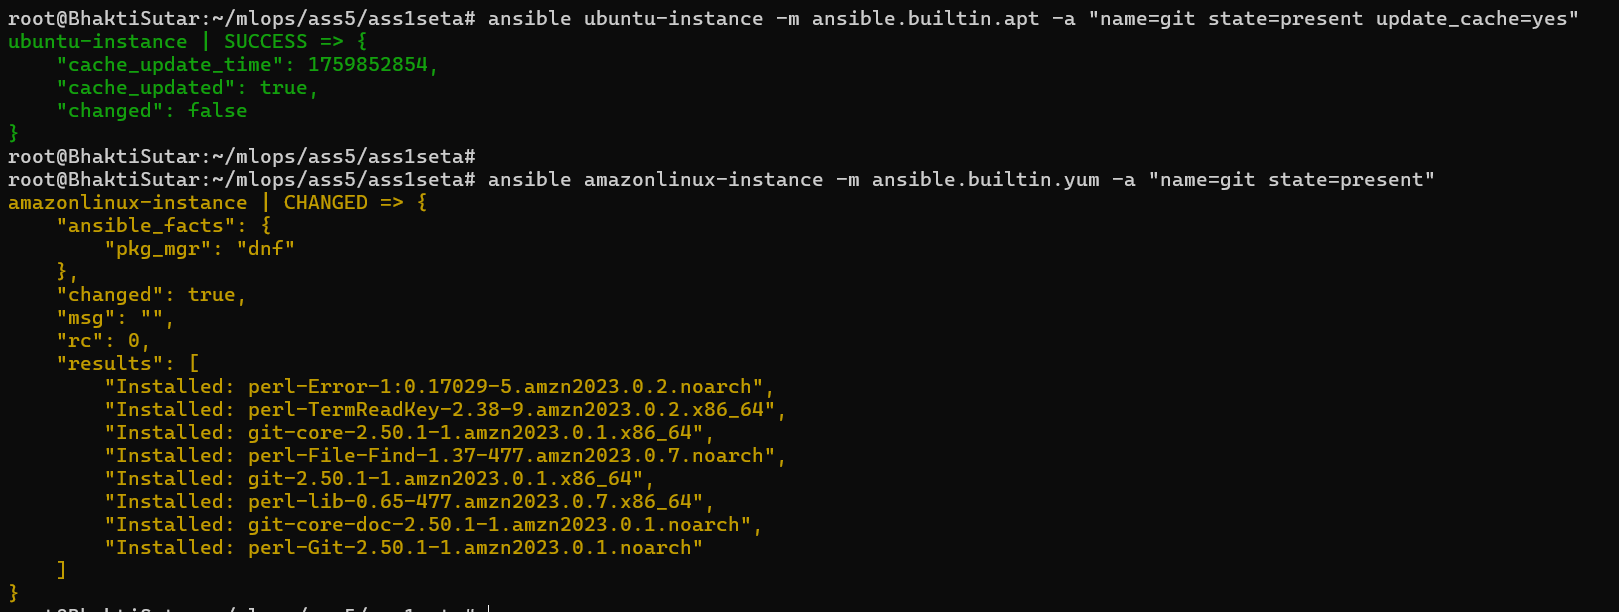 root@BhaktiSutar:~/mlops/ass5/ass1seta# ansible ubuntu-instance -m ansible.builtin.apt -a "name=git state=present update_cache=yes"
ubuntu-instance | SUCCESS => {
    "cache_update_time": 1759852854,
    "cache_updated": true,
    "changed": false
}
root@BhaktiSutar:~/mlops/ass5/ass1seta#
root@BhaktiSutar:~/mlops/ass5/ass1seta# ansible amazonlinux-instance -m ansible.builtin.yum -a "name=git state=present"
amazonlinux-instance | CHANGED => {
    "ansible_facts": {
        "pkg_mgr": "dnf"
    },
    "changed": true,
    "msg": "",
    "rc": 0,
    "results": [
        "Installed: perl-Error-1:0.17029-5.amzn2023.0.2.noarch",
        "Installed: perl-TermReadKey-2.38-9.amzn2023.0.2.x86_64",
        "Installed: git-core-2.50.1-1.amzn2023.0.1.x86_64",
        "Installed: perl-File-Find-1.37-477.amzn2023.0.7.noarch",
        "Installed: git-2.50.1-1.amzn2023.0.1.x86_64",
        "Installed: perl-lib-0.65-477.amzn2023.0.7.x86_64",
        "Installed: git-core-doc-2.50.1-1.amzn2023.0.1.noarch",
        "Installed: perl-Git-2.50.1-1.amzn2023.0.1.noarch"
    ]
}
root@BhaktiSutar:~/mlops/ass5/ass1seta#